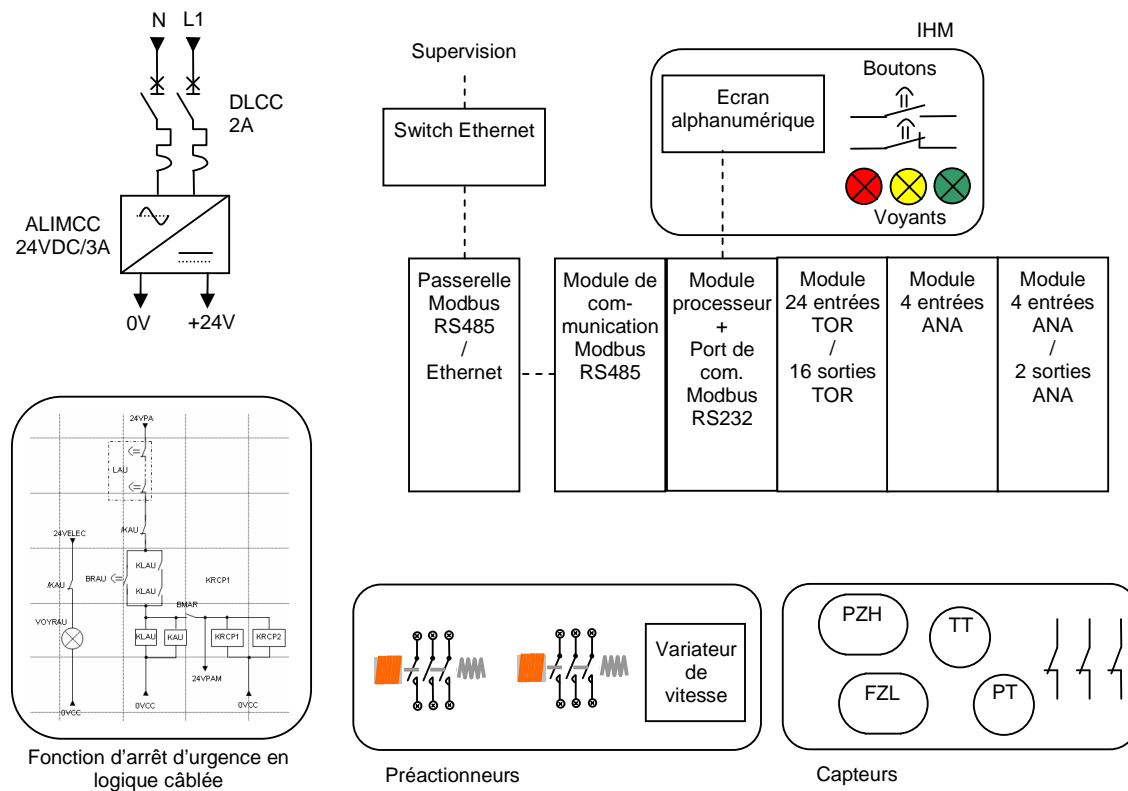 N L1
DLCC
2A
ALIMCC
24VDC/3A
0V +24V
Supervision
Switch Ethernet
IHM
Ecran
alphanumérique
Boutons
Voyants
Passerelle
Modbus
RS485
/
Ethernet
Module de
com-
munication
Modbus
RS485
Module
processeur
+
Port de
com.
Modbus
RS232
Module
24 entrées
TOR
/
16 sorties
TOR
Module
4 entrées
ANA
Module
4 entrées
ANA
/
2 sorties
ANA
24VPA
LAU
/KAU
24VELEC
/KAU
BRAU
KLAU
KLAU
KRCP1
BMAR
VOYRAU
KLAU
KAU
KRCP1
KRCP2
24VPAM
0VCC
0VCC
0VCC
Fonction d'arrêt d'urgence en
logique câblée
Variateur
de
vitesse
Préactionneurs
PZH
TT
FZL
PT
Capteurs